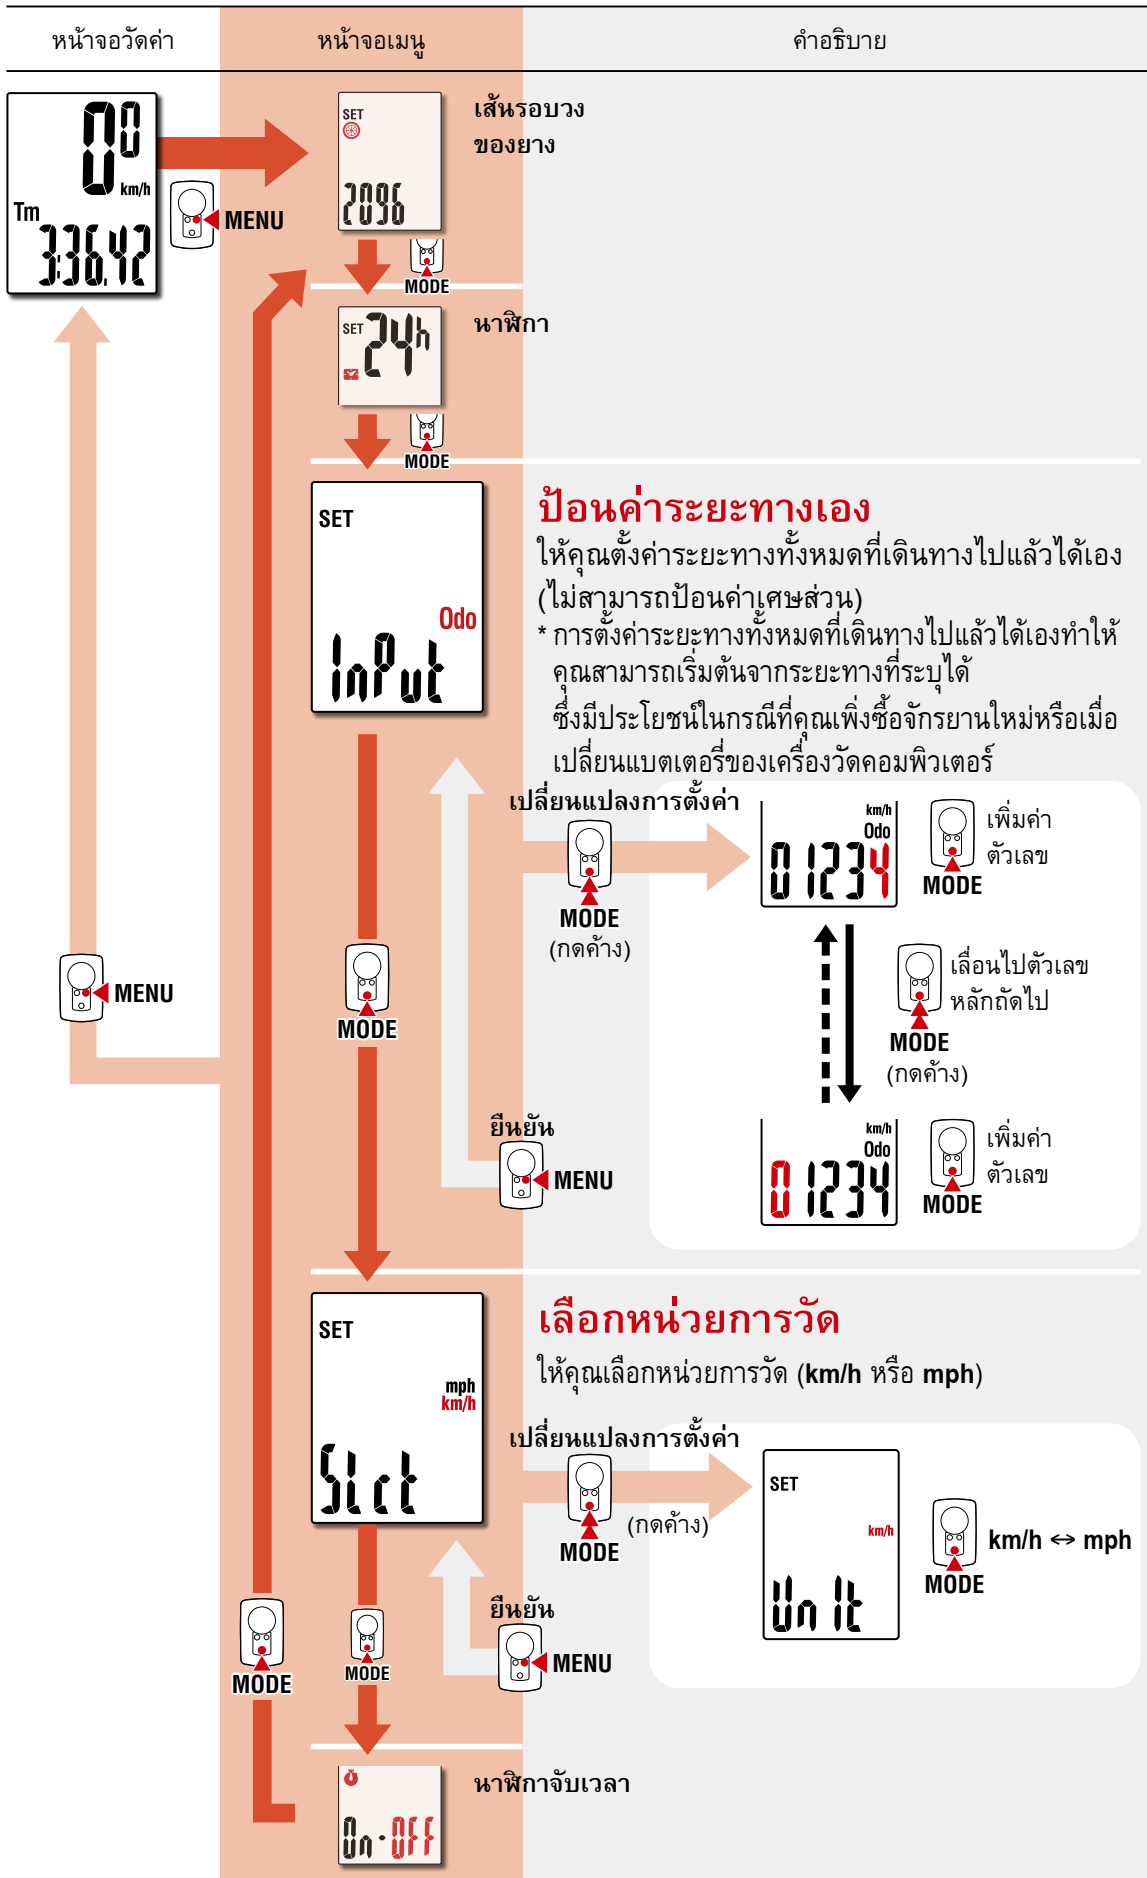 หน้าจอวัดค่า
หน้าจอเมนู
คำอธิบาย
00
km/h
Tm
3:36.42
MENU
SET
2096
เส้นรอบวง
ของยาง
MODE
SET
24h
นาฬิกา
MODE
SET
Odo
InPut
ป้อนค่าระยะทางเอง
ให้คุณตั้งค่าระยะทางทั้งหมดที่เดินทางไปแล้วได้เอง
(ไม่สามารถป้อนค่าเศษส่วน)
* การตั้งค่าระยะทางทั้งหมดที่เดินทางไปแล้วได้เองทำให้
คุณสามารถเริ่มต้นจากระยะทางที่ระบุได้
ซึ่งมีประโยชน์ในกรณีที่คุณเพิ่งซื้อจักรยานใหม่หรือเมื่อ
เปลี่ยนแบตเตอรี่ของเครื่องวัดคอมพิวเตอร์
เปลี่ยนแปลงการตั้งค่า
MODE
(กดค้าง)
km/h
Odo
01234
เพิ่มค่า
ตัวเลข
MODE
เลื่อนไปตัวเลข
หลักถัดไป
MODE
(กดค้าง)
MENU
MODE
ยืนยัน
MENU
km/h
Odo
01234
เพิ่มค่า
ตัวเลข
MODE
SET
mph
km/h
Slct
เลือกหน่วยการวัด
ให้คุณเลือกหน่วยการวัด (km/h หรือ mph)
เปลี่ยนแปลงการตั้งค่า
(กดค้าง)
MODE
SET
km/h
Unit
km/h ↔ mph
MODE
ยืนยัน
MENU
MODE
MODE
On-OFF
นาฬิกาจับเวลา